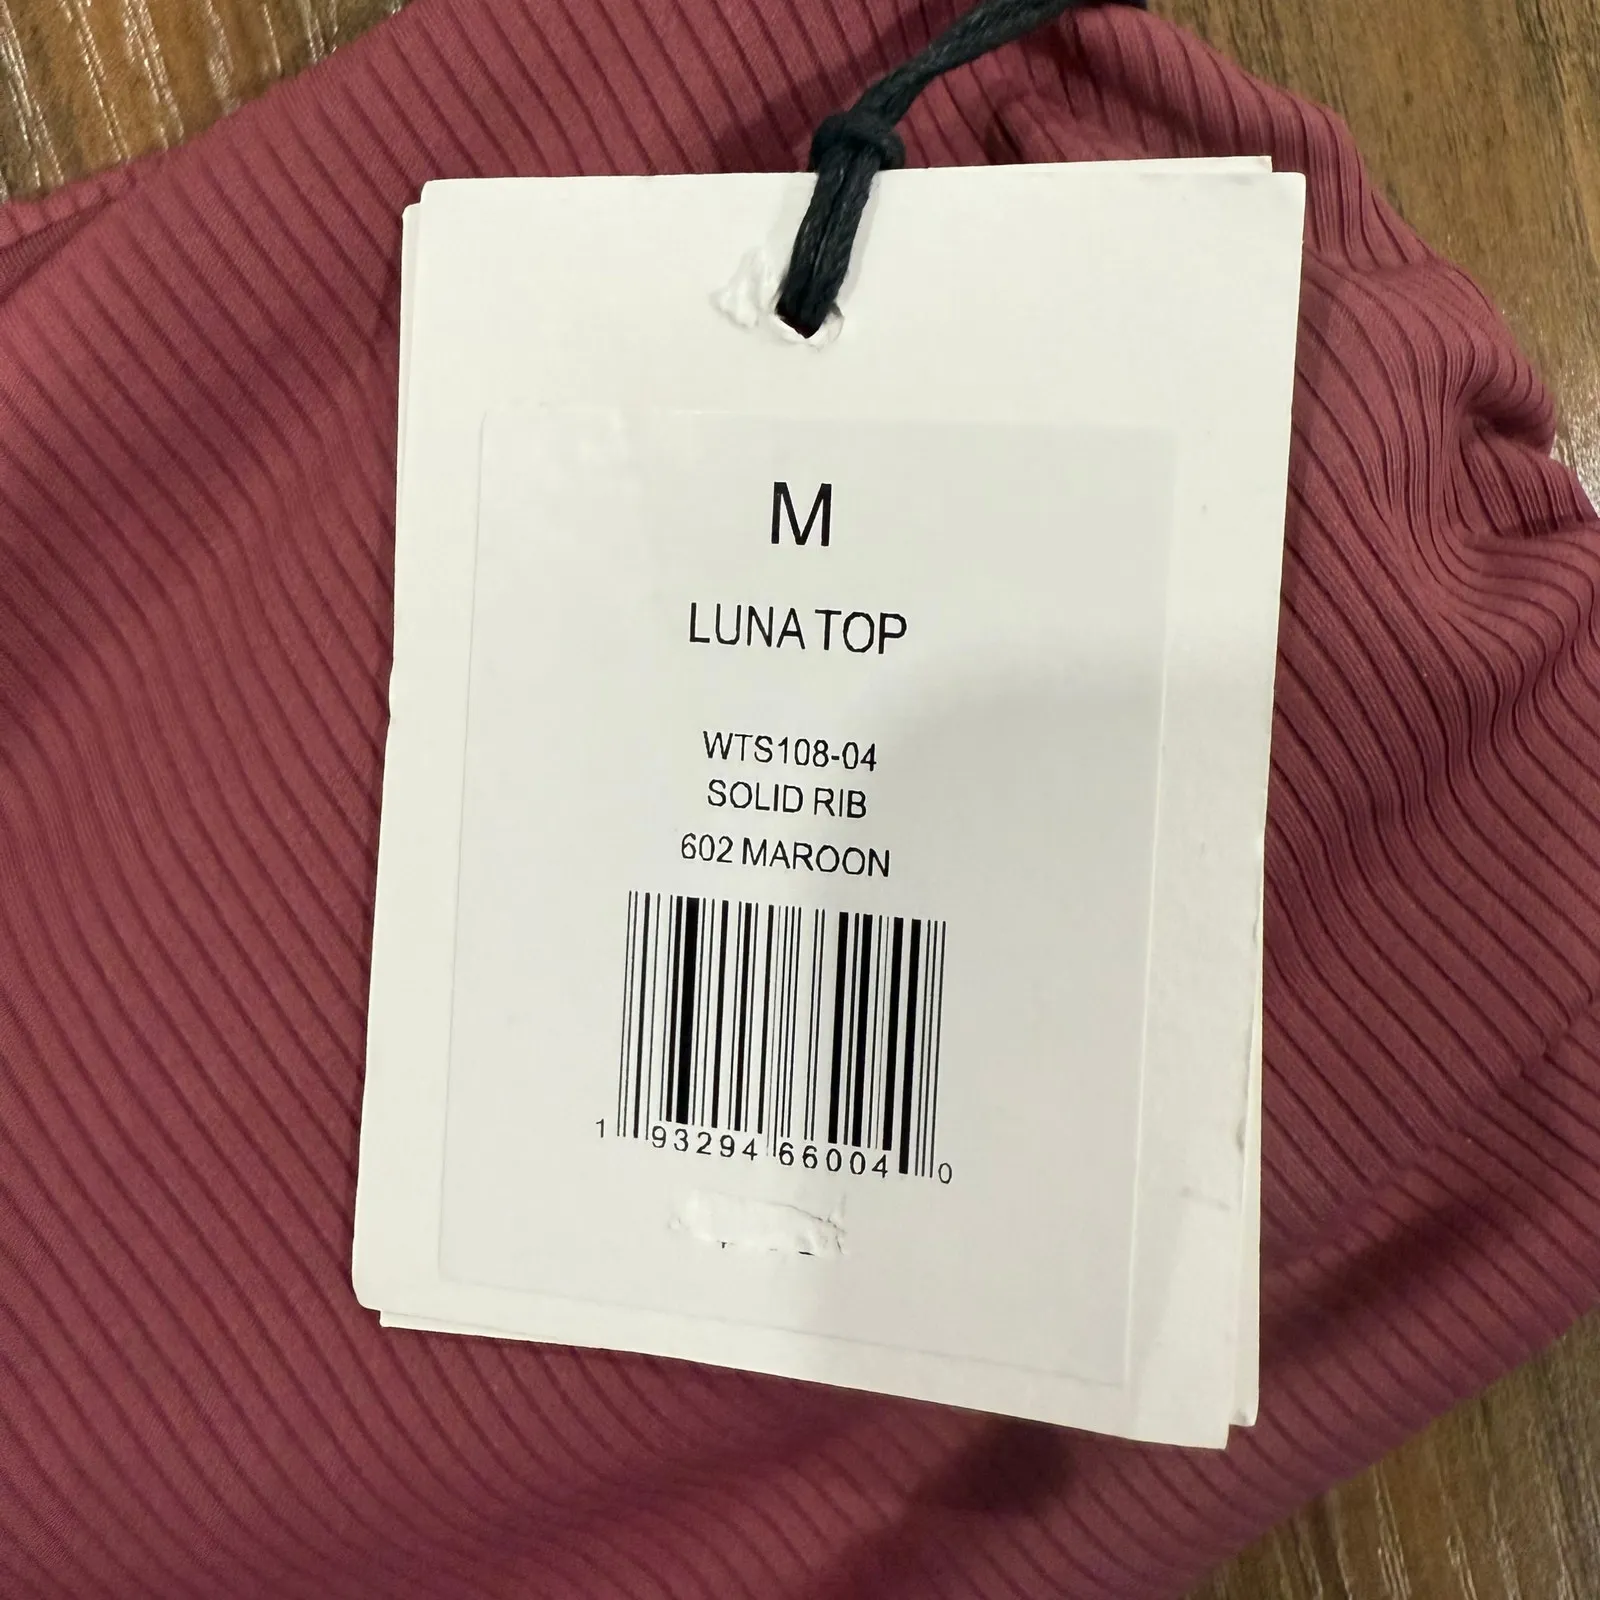 M
LUNA TOP
WTS108-04
SOLID RIB
602 MAROON
1 93294 66004 0